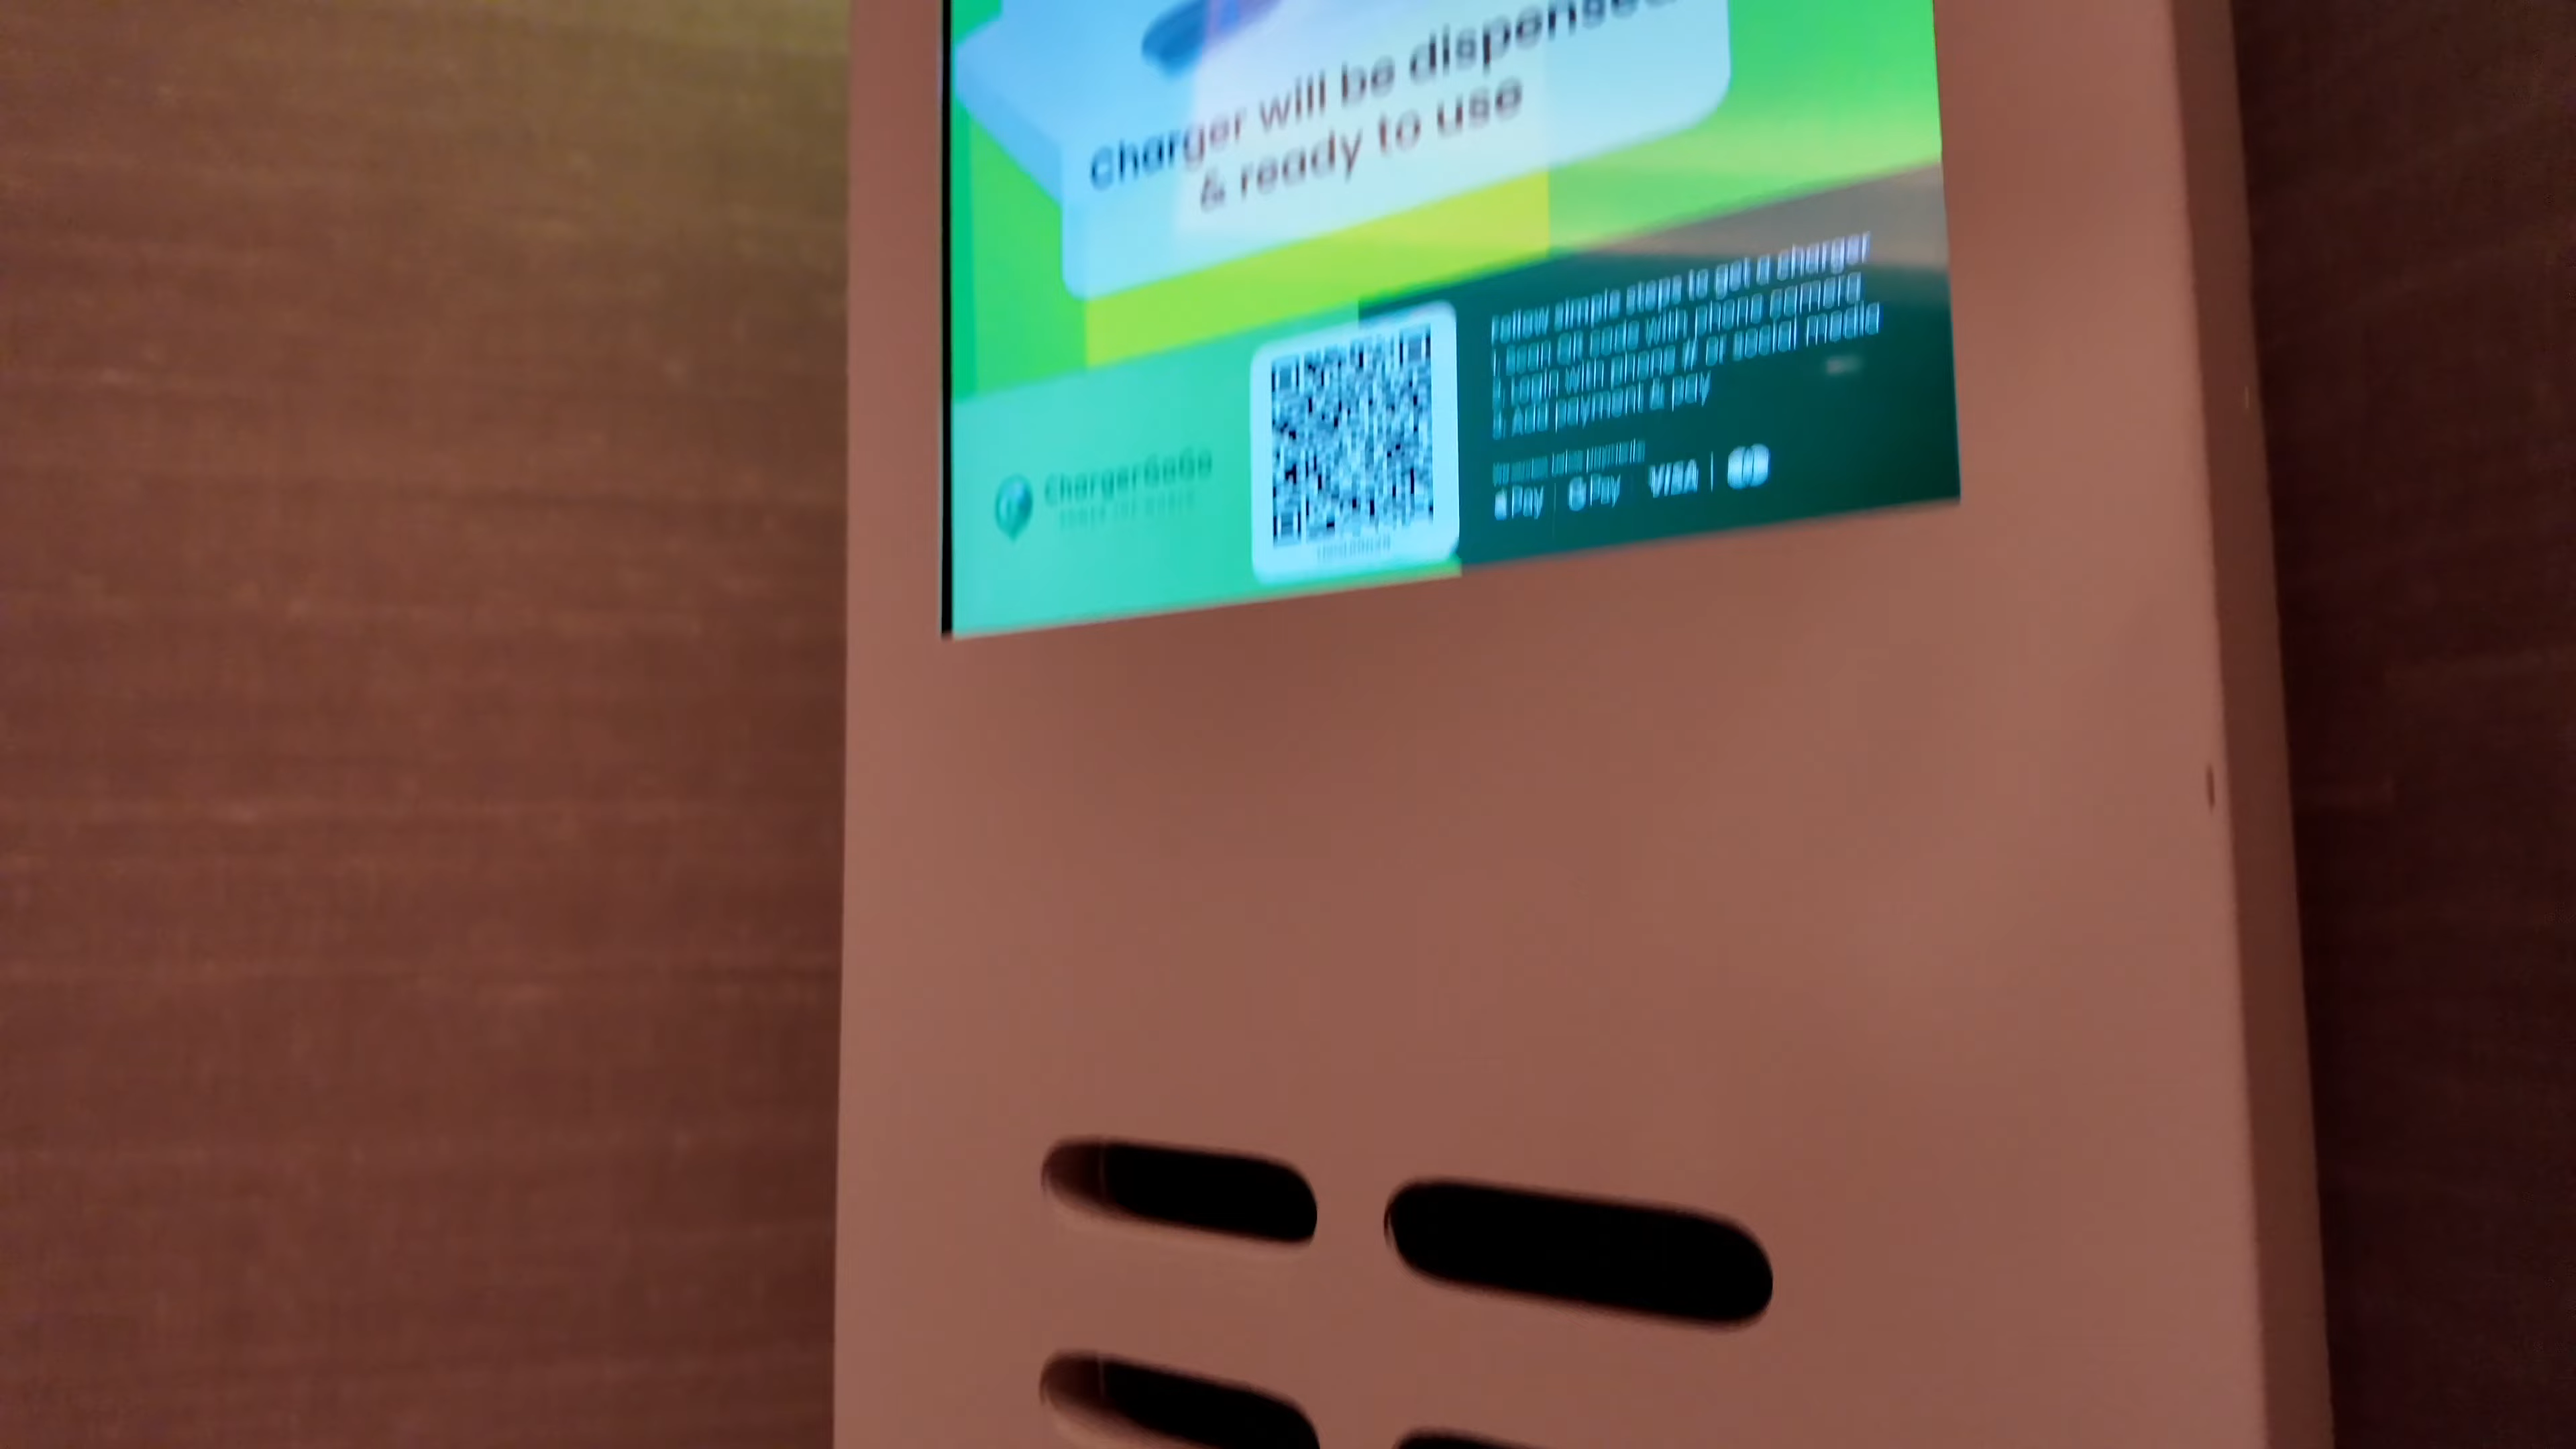 Charger will be dispensed
& ready to use
Follow simple steps to get a charger
1. Scan QR code with phone camera
2. Login with phone # or social media
3. Add payment & pay
ChargerGoGo
Pay
G Pay
VISA